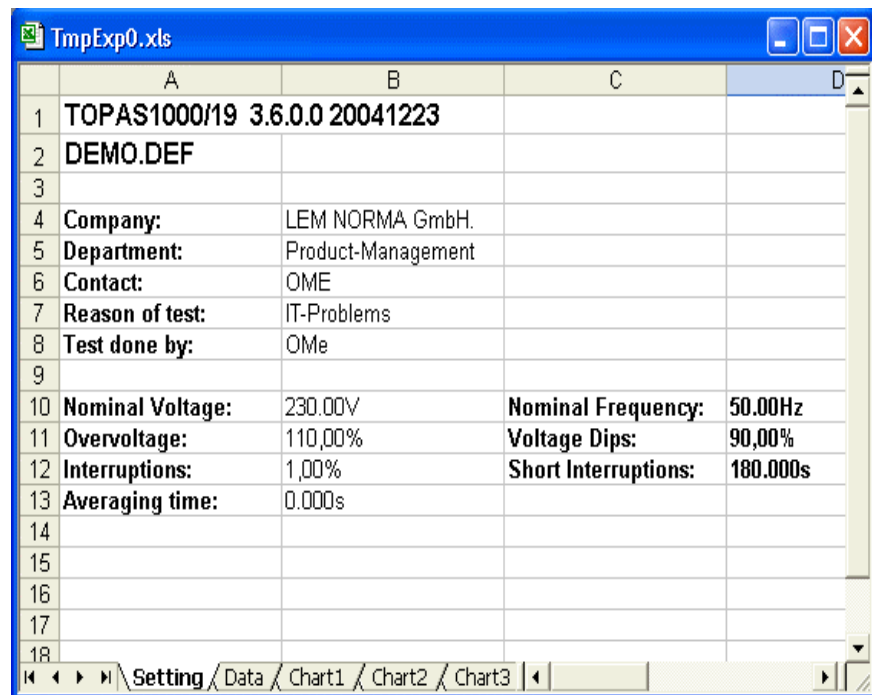 TmpExp0.xls
A B C D
1 TOPAS1000/19 3.6.0.0 20041223
2 DEMO.DEF
3
4 Company: LEM NORMA GmbH.
5 Department: Product-Management
6 Contact: OME
7 Reason of test: IT-Problems
8 Test done by: OMe
9
10 Nominal Voltage: 230.00V Nominal Frequency: 50.00Hz
11 Overvoltage: 110,00% Voltage Dips: 90,00%
12 Interruptions: 1,00% Short Interruptions: 180.000s
13 Averaging time: 0.000s
14
15
16
17
18
Setting / Data / Chart1 / Chart2 / Chart3